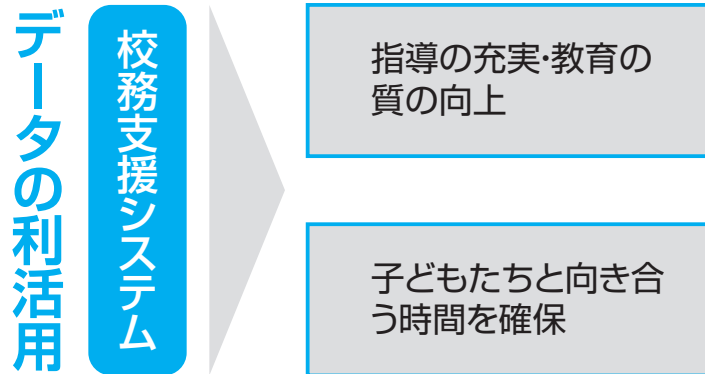 データの利活用
校務支援システム
指導の充実･教育の
質の向上
子どもたちと向き合
う時間を確保